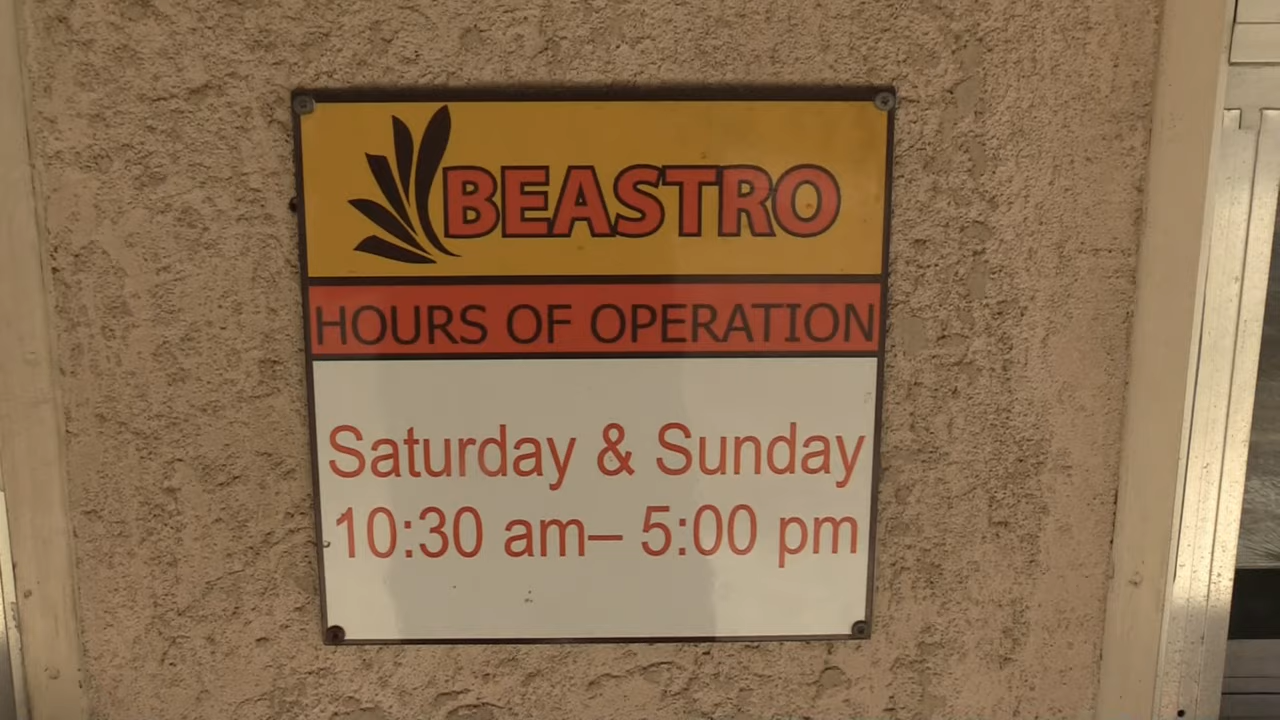 BEASTRO
HOURS OF OPERATION
Saturday & Sunday
10:30 am– 5:00 pm